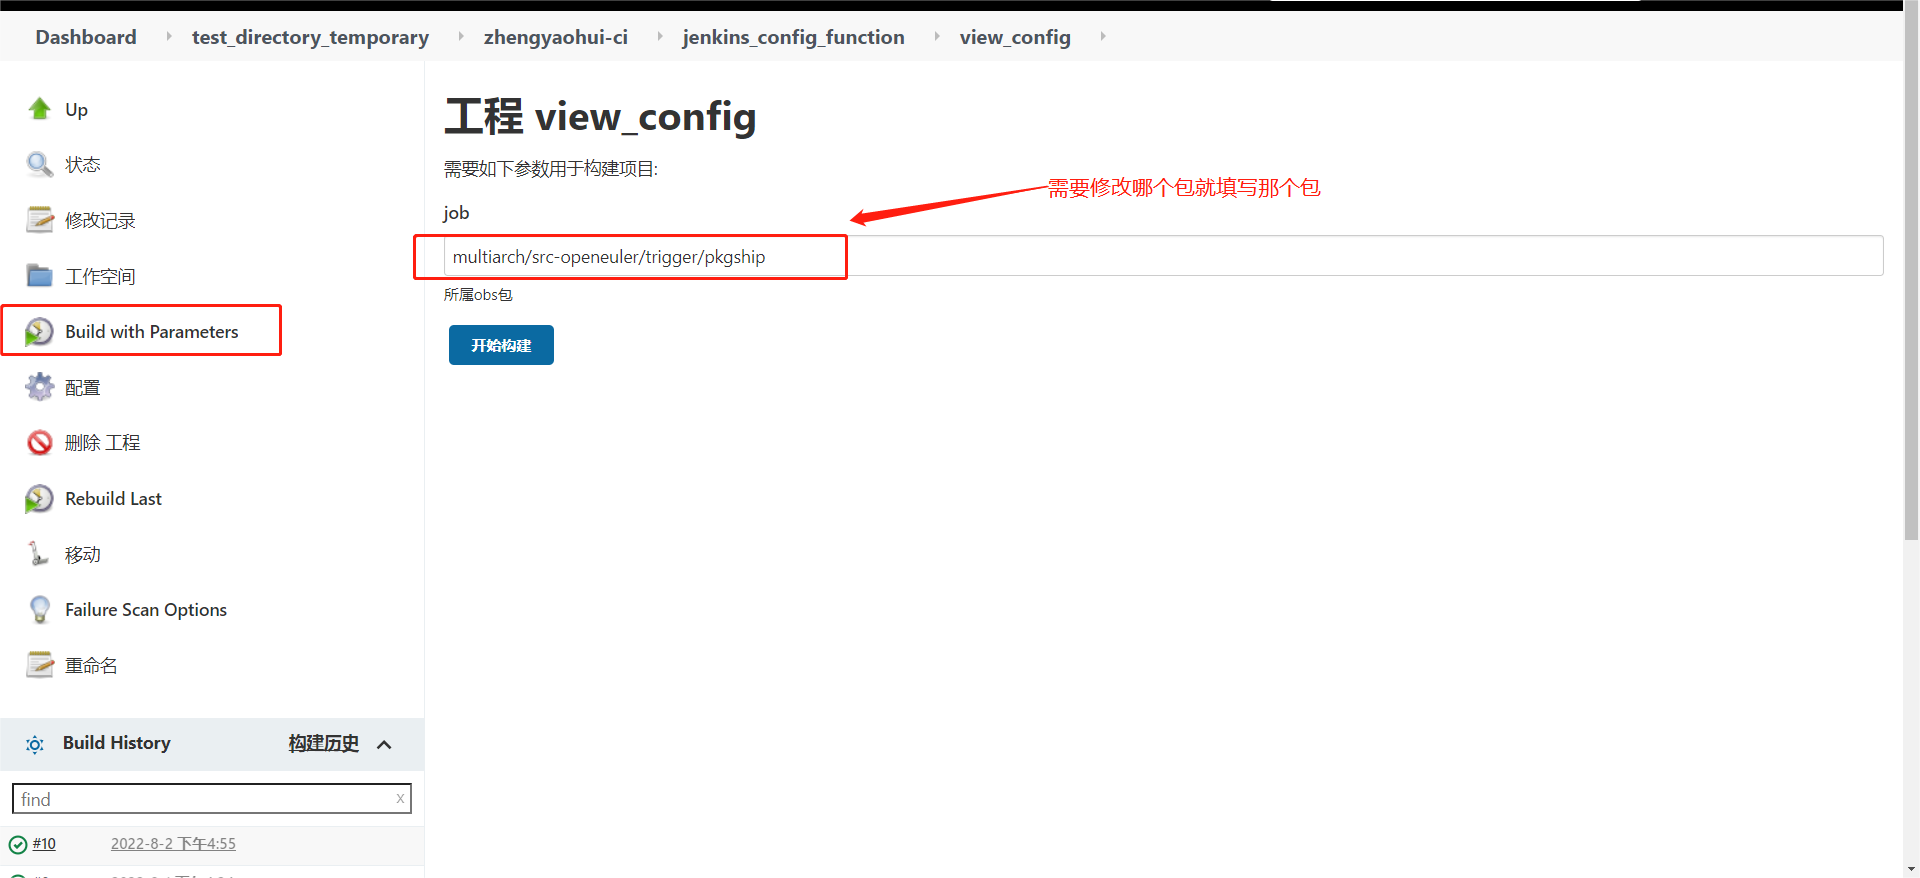 Dashboard
test_directory_temporary
zhengyaohui-ci
jenkins_config_function
view_config
Up
状态
修改记录
工作空间
Build with Parameters
配置
删除 工程
Rebuild Last
移动
Failure Scan Options
重命名
Build History
构建历史
find
x
#10
2022-8-2 下午4:55
工程 view_config
需要如下参数用于构建项目:
需要修改哪个包就填写那个包
job
multiarch/src-openeuler/trigger/pkgship
所属obs包
开始构建